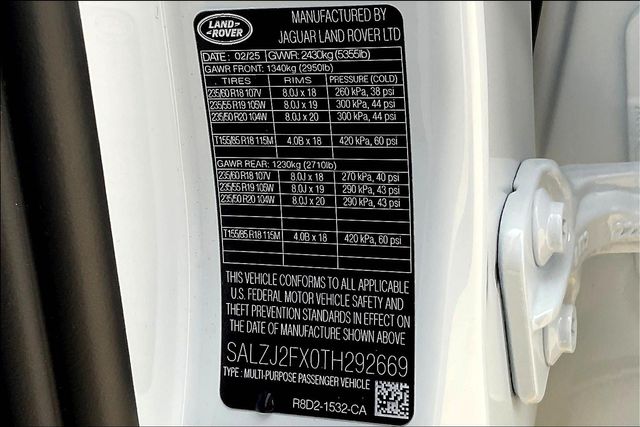 LAND ROVER
MANUFACTURED BY
JAGUAR LAND ROVER LTD
DATE : 02/25 GVWR: 2430kg (5355lb)
GAWR FRONT: 1340kg (2950lb)
TIRES RIMS PRESSURE (COLD)
235/60 R18 107V 8.0J x 18 260 kPa, 38 psi
235/55 R19 105W 8.0J x 19 300 kPa, 44 psi
235/50 R20 104W 8.0J x 20 300 kPa, 44 psi
T155/85 R18 115M 4.0B x 18 420 kPa, 60 psi
GAWR REAR: 1230kg (2710lb)
235/60 R18 107V 8.0J x 18 270 kPa, 40 psi
235/55 R19 105W 8.0J x 19 290 kPa, 43 psi
235/50 R20 104W 8.0J x 20 290 kPa, 43 psi
T155/85 R18 115M 4.0B x 18 420 kPa, 60 psi
THIS VEHICLE CONFORMS TO ALL APPLICABLE
U.S. FEDERAL MOTOR VEHICLE SAFETY AND
THEFT PREVENTION STANDARDS IN EFFECT ON
THE DATE OF MANUFACTURE SHOWN ABOVE
SALZJ2FX0TH292669
TYPE : MULTI-PURPOSE PASSENGER VEHICLE
R8D2-1532-CA